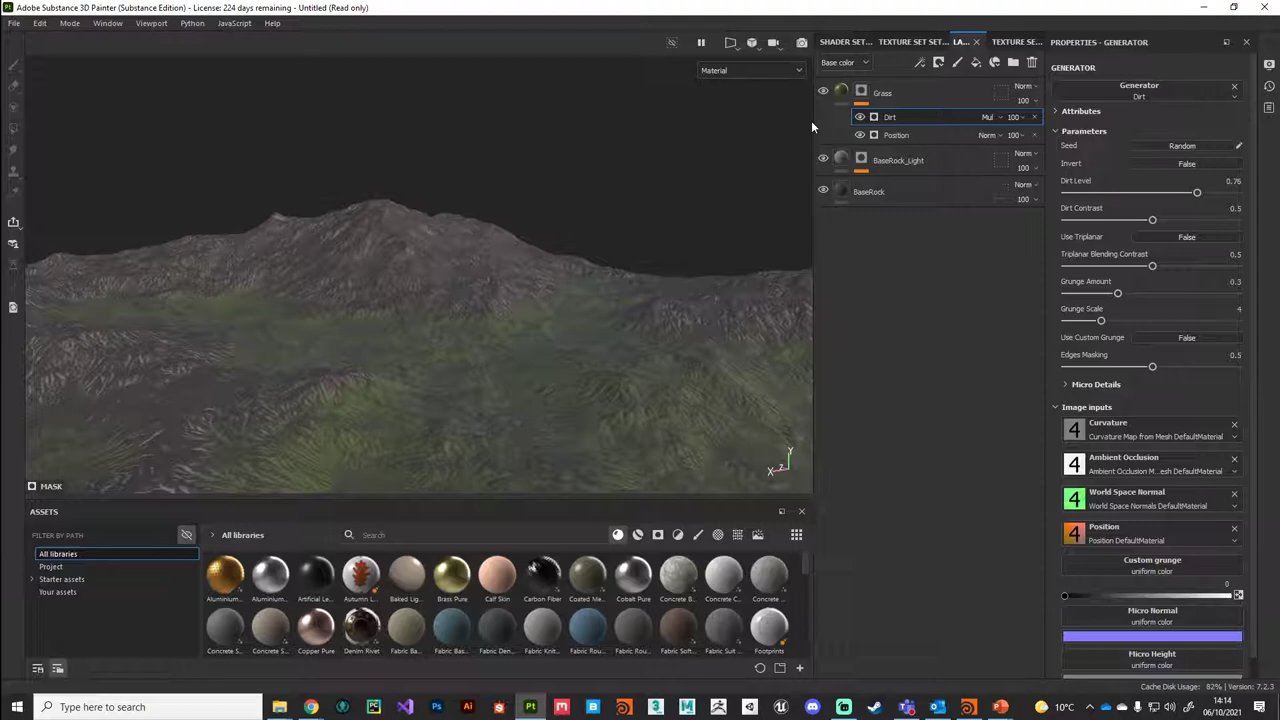 Adobe Substance 3D Painter (Substance Edition) - License: 224 days remaining - Untitled (Read only)
File Edit Mode Window Viewport Python JavaScript Help
Material
MASK
SHADER SET... TEXTURE SET SET... LA... TEXTURE SE...
Base color
Grass Norm
100
Dirt Mul 100
Position Norm 100
BaseRock_Light Norm
100
BaseRock Norm
100
PROPERTIES - GENERATOR
GENERATOR
Generator
Dirt
Attributes
Parameters
Seed Random
Invert False
Dirt Level 0.76
Dirt Contrast 0.5
Use Triplanar False
Triplanar Blending Contrast 0.5
Grunge Amount 0.3
Grunge Scale 4
Use Custom Grunge False
Edges Masking 0.5
Micro Details
Image inputs
4 Curvature
Curvature Map from Mesh DefaultMaterial
4 Ambient Occlusion
Ambient Occlusion M...esh DefaultMaterial
4 World Space Normal
World Space Normals DefaultMaterial
4 Position
Position DefaultMaterial
Custom grunge
uniform color
0
Micro Normal
uniform color
Micro Height
uniform color
ASSETS
FILTER BY PATH
All libraries
Project
Starter assets
Your assets
All libraries Search
Aluminium... Aluminium... Artificial Le... Autumn L... Baked Lig... Brass Pure Calf Skin Carbon Fiber Coated Me... Cobalt Pure Concrete B... Concrete C... Concrete ...
Concrete S... Concrete S... Copper Pure Denim Rivet Fabric Ba... Fabric Bas... Fabric Den... Fabric Knit... Fabric Rou... Fabric Rou... Fabric Soft... Fabric Suit ... Footprints
Cache Disk Usage: 82% | Version: 7.2.3
Type here to search
10°C
14:14
06/10/2021
X Z Y